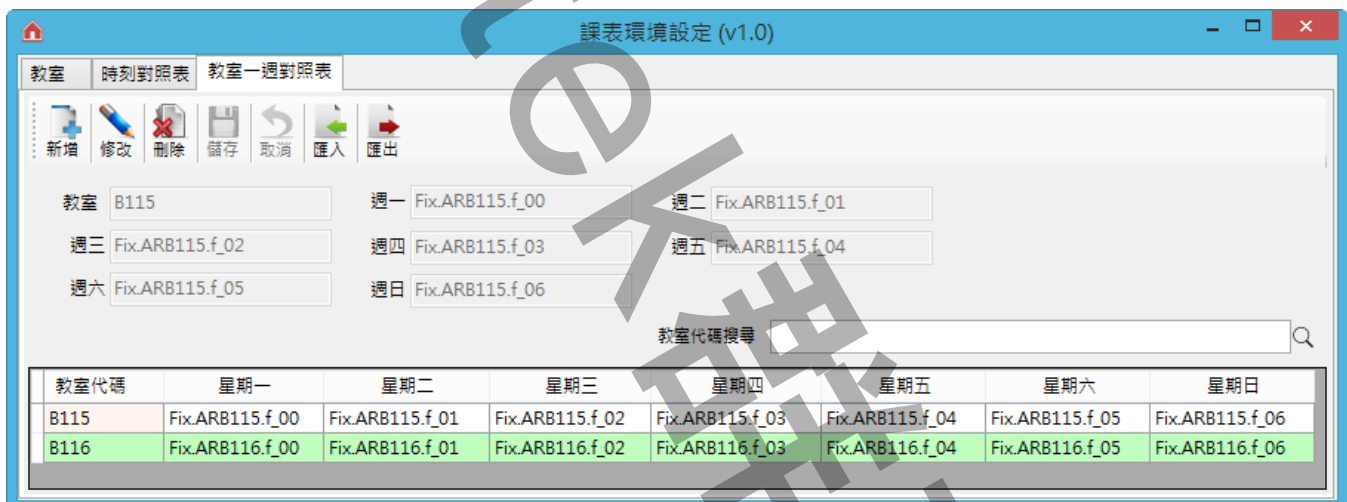 課表環境設定 (v1.0)
教室 時刻對照表 教室一週對照表
新增 修改 刪除 儲存 取消 匯入 匯出
教室 B115 週一 Fix.ARB115.f_00 週二 Fix.ARB115.f_01
週三 Fix.ARB115.f_02 週四 Fix.ARB115.f_03 週五 Fix.ARB115.f_04
週六 Fix.ARB115.f_05 週日 Fix.ARB115.f_06
教室代碼搜尋
教室代碼 星期一 星期二 星期三 星期四 星期五 星期六 星期日
B115 Fix.ARB115.f_00 Fix.ARB115.f_01 Fix.ARB115.f_02 Fix.ARB115.f_03 Fix.ARB115.f_04 Fix.ARB115.f_05 Fix.ARB115.f_06
B116 Fix.ARB116.f_00 Fix.ARB116.f_01 Fix.ARB116.f_02 Fix.ARB116.f_03 Fix.ARB116.f_04 Fix.ARB116.f_05 Fix.ARB116.f_06